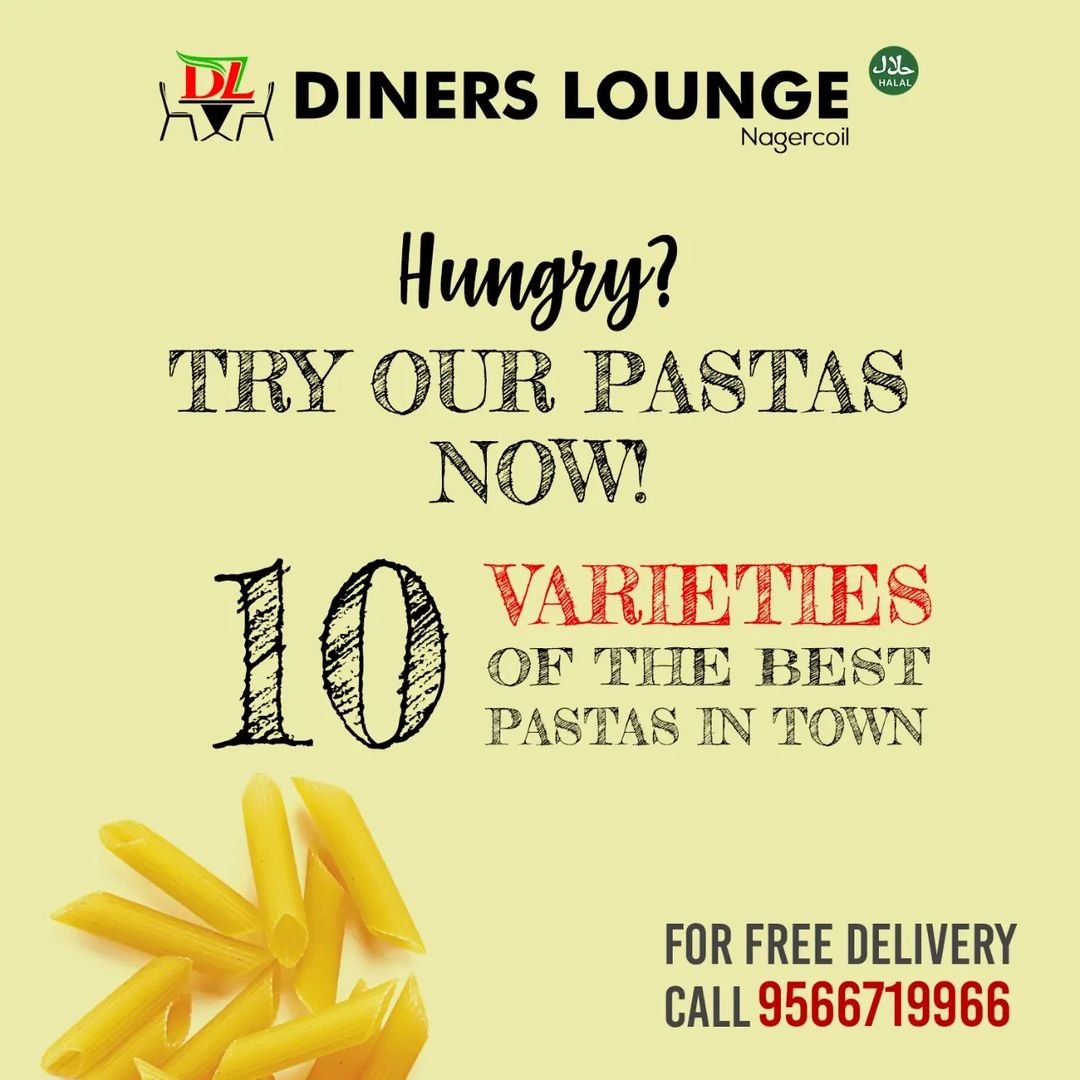 DL
DINERS LOUNGE
Nagercoil
حلال
HALAL
Hungry?
TRY OUR PASTAS
NOW!
10
VARIETIES
OF THE BEST
PASTAS IN TOWN
FOR FREE DELIVERY
CALL 9566719966